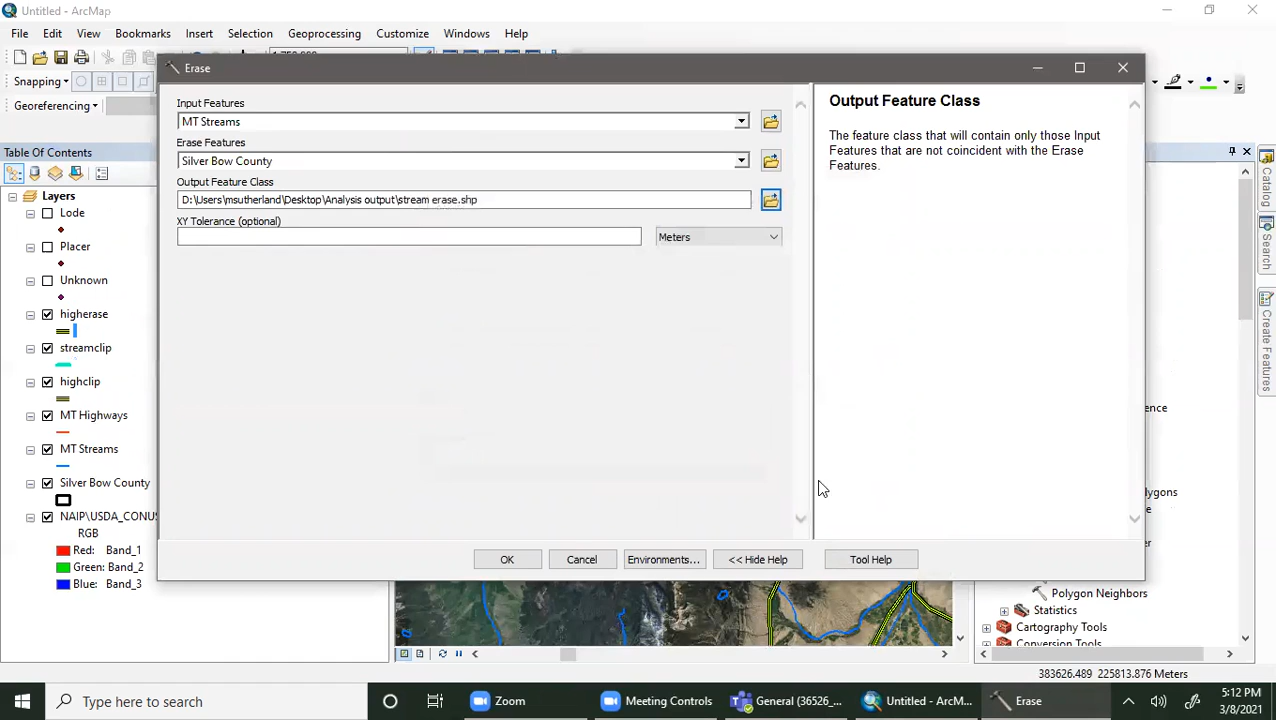 Untitled - ArcMap
File Edit View Bookmarks Insert Selection Geoprocessing Customize Windows Help
Snapping
Georeferencing
Erase
Input Features
MT Streams
Erase Features
Silver Bow County
Output Feature Class
D:\Users\msutherland\Desktop\Analysis output\stream erase.shp
XY Tolerance (optional)
Meters
OK Cancel Environments... << Hide Help Tool Help
Output Feature Class
The feature class that will contain only those Input
Features that are not coincident with the Erase
Features.
Table Of Contents
Layers
Lode
Placer
Unknown
higherase
streamclip
highclip
MT Highways
MT Streams
Silver Bow County
NAIP\USDA_CONUS
RGB
Red: Band_1
Green: Band_2
Blue: Band_3
Catalog
Search
Create Features
ence
ygons
e
r
Polygon Neighbors
Statistics
Cartography Tools
Conversion Tools
383626.489 225813.876 Meters
Type here to search
Zoom
Meeting Controls
General (36526_...
Untitled - ArcM...
Erase
5:12 PM
3/8/2021